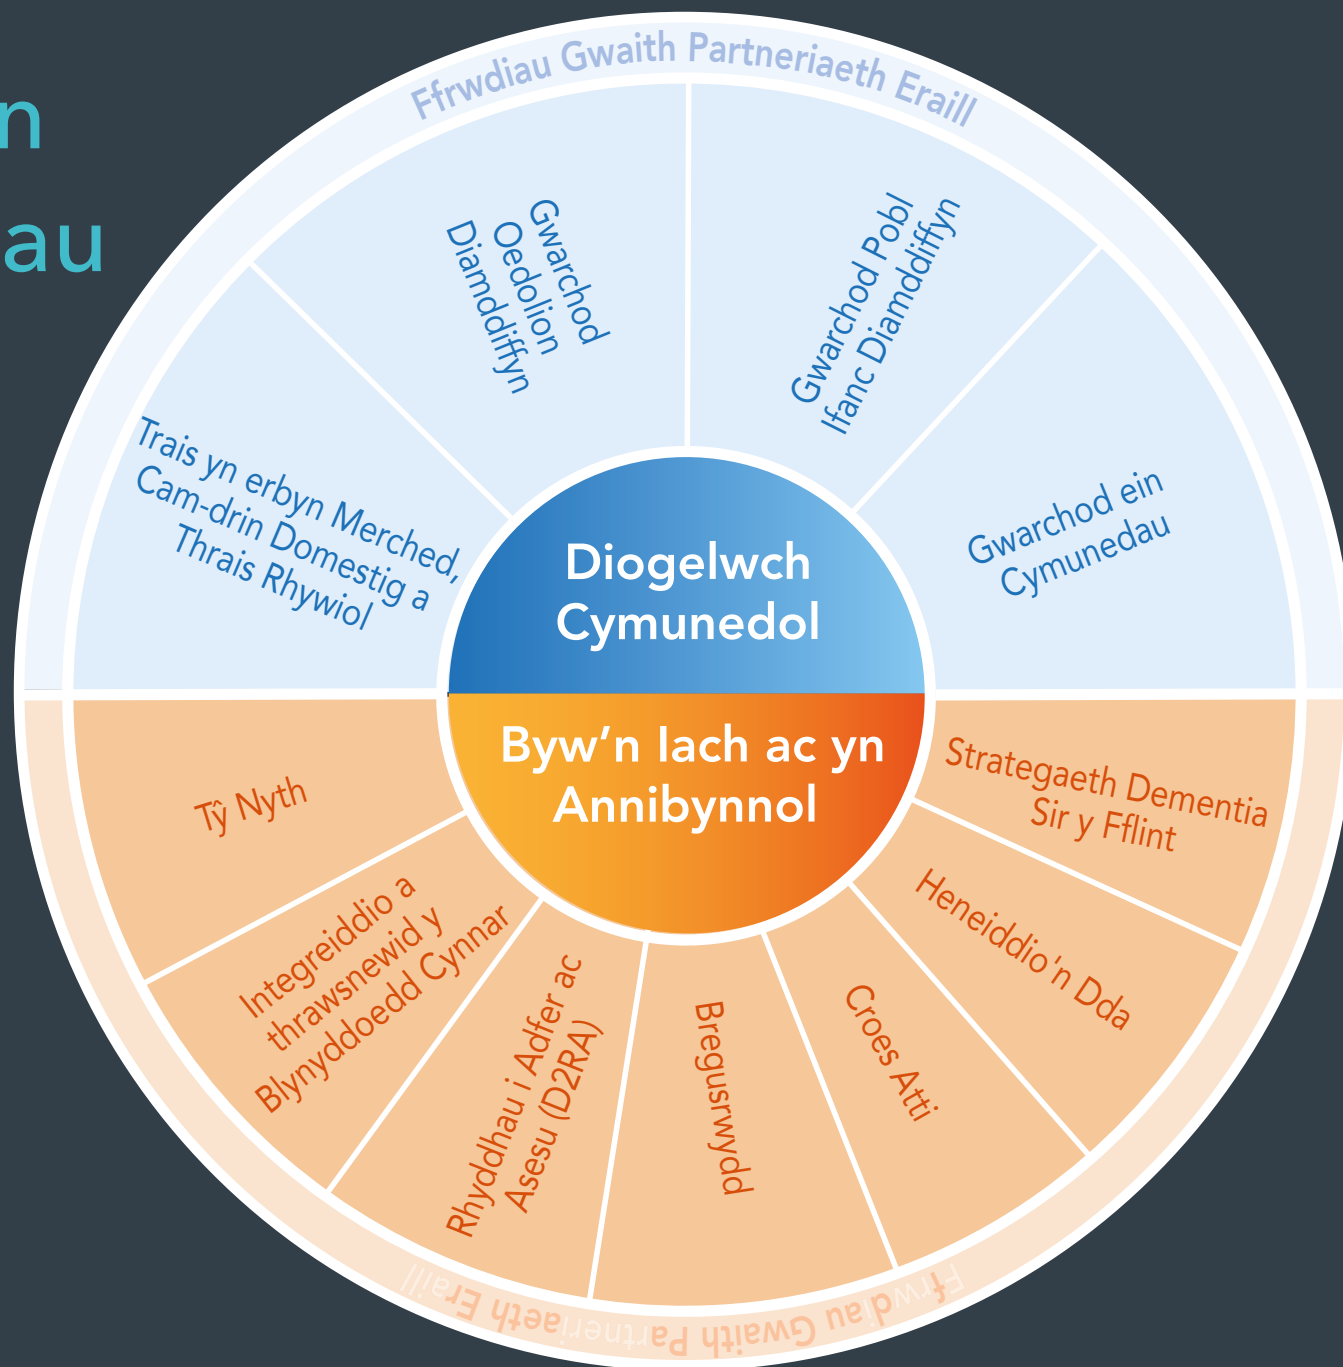 n
au
Ffrwdiau Gwaith Partneriaeth Eraill
Gwarchod
Oedolion
Diamddiffyn
Gwarchod Pobl
Ifanc Diamddiffyn
Trais yn erbyn Merched,
Cam-drin Domestig a
Thrais Rhywiol
Gwarchod ein
Cymunedau
Diogelwch
Cymunedol
Byw’n Iach ac yn
Annibynnol
Tŷ Nyth
Integreiddio a
thrawsnewid y
Blynyddoedd Cynnar
Rhyddhau i Adfer ac
Asesu (D2RA)
Bregusrwydd
Croes Atti
Heneiddio'n Dda
Strategaeth Dementia
Sir y Fflint
Ffrwdiau Gwaith Partneriaeth Eraill